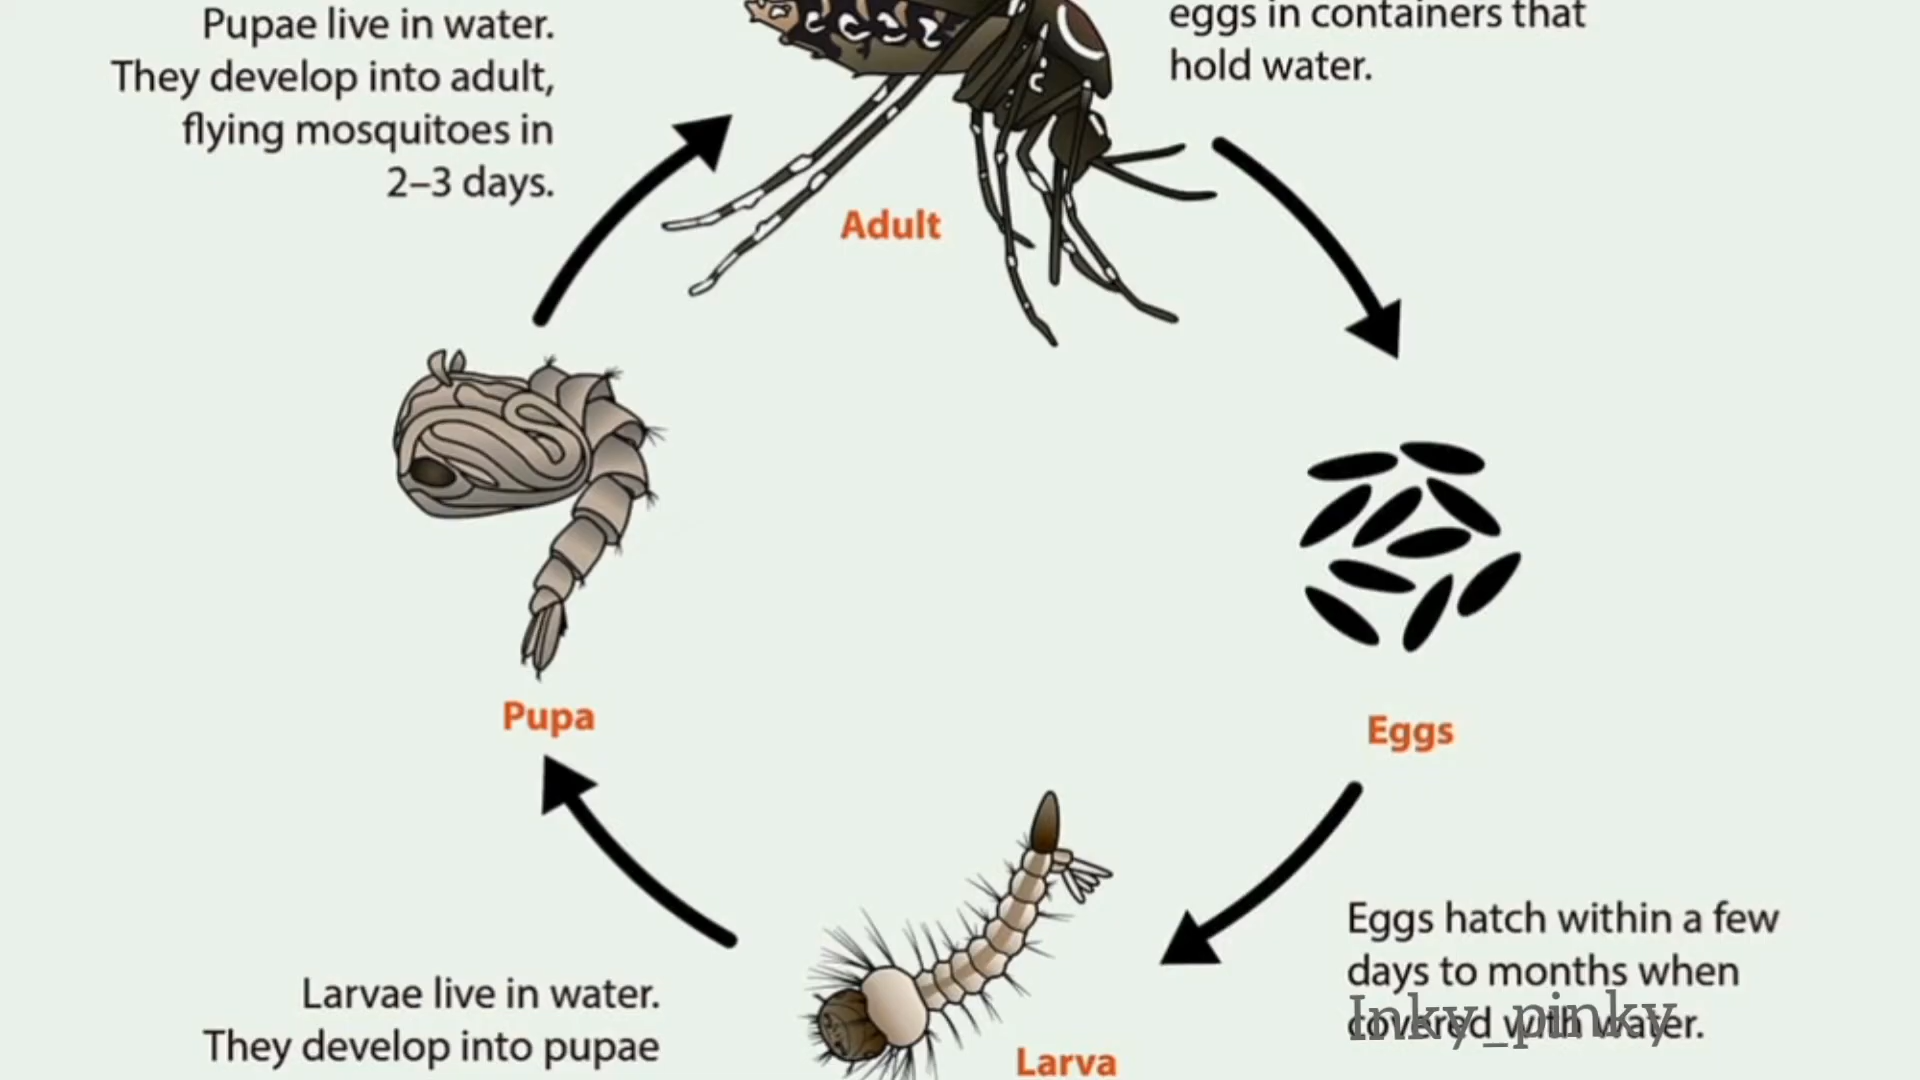 Pupae live in water.
They develop into adult,
flying mosquitoes in
2–3 days.
eggs in containers that
hold water.
Adult
Pupa
Eggs
Eggs hatch within a few
days to months when
covered with water.
Inky_pinky
Larvae live in water.
They develop into pupae
Larva